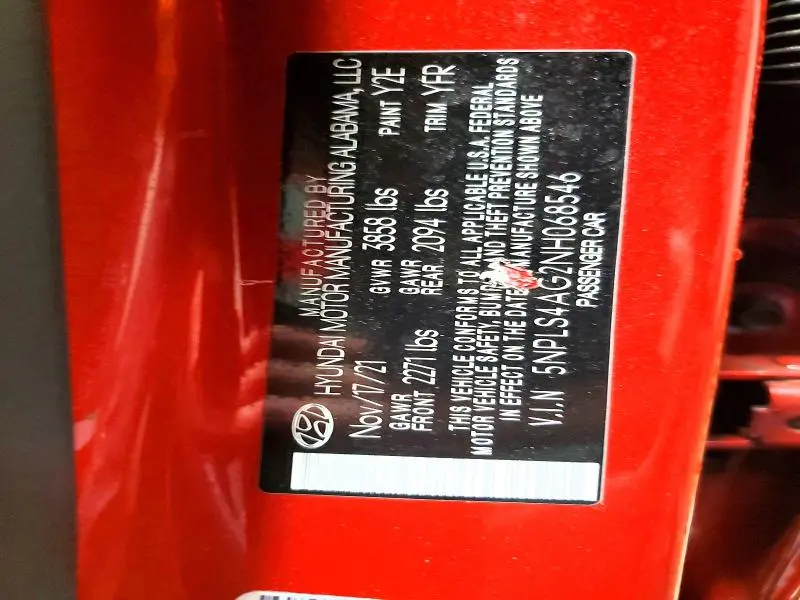 MANUFACTURED BY
HYUNDAI MOTOR MANUFACTURING ALABAMA, LLC
Nov/17/21 GVWR 3858 lbs PAINT Y2E
GAWR FRONT 2271 lbs GAWR REAR 2094 lbs TRIM YFR
THIS VEHICLE CONFORMS TO ALL APPLICABLE U.S.A. FEDERAL
MOTOR VEHICLE SAFETY, BUMPER AND THEFT PREVENTION STANDARDS
IN EFFECT ON THE DATE MANUFACTURE SHOWN ABOVE
V.I.N 5NPLS4AG2NH068546
PASSENGER CAR